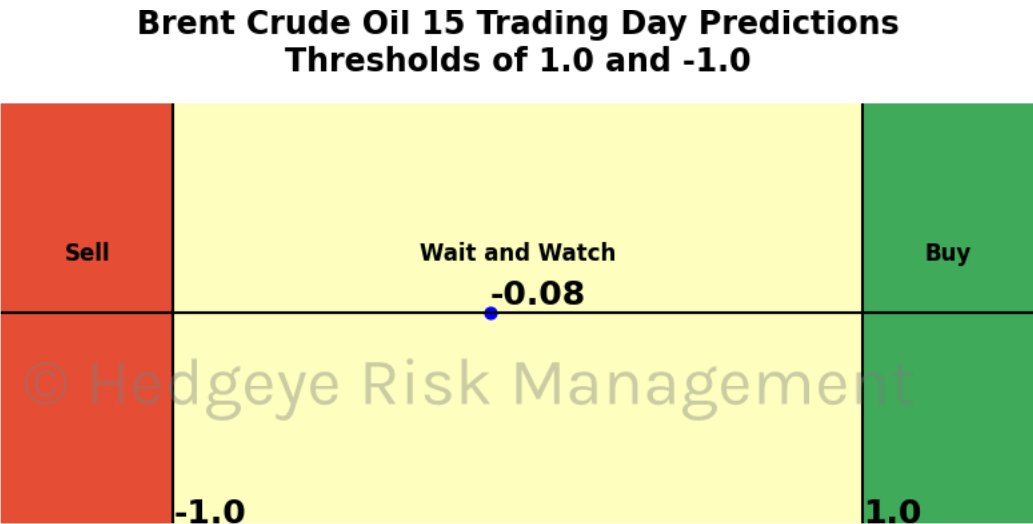 Brent Crude Oil 15 Trading Day Predictions
Thresholds of 1.0 and -1.0
Sell
Wait and Watch
Buy
-0.08
© Hedgeye Risk Management
-1.0
1.0